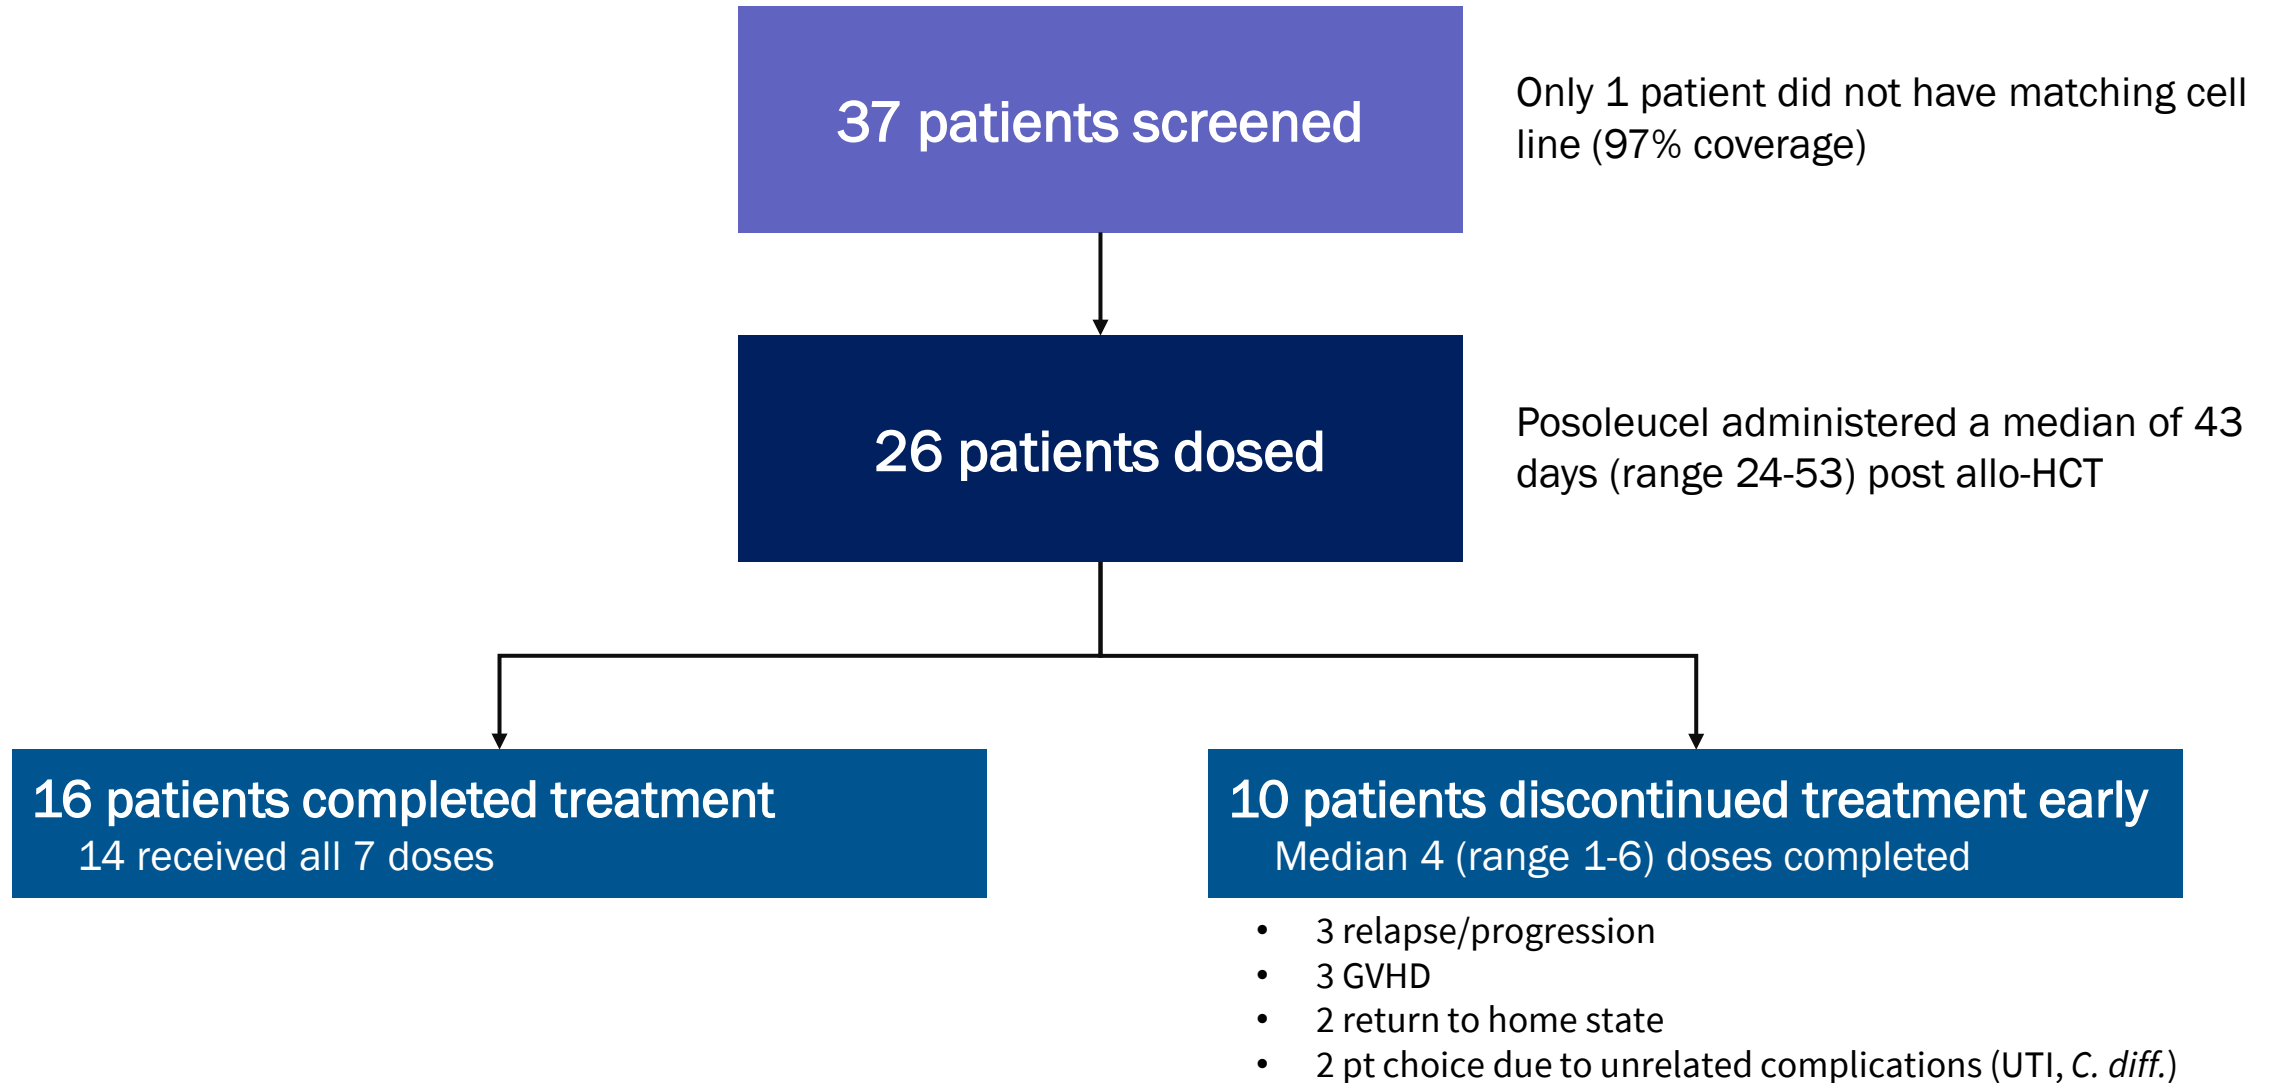 37 patients screened
Only 1 patient did not have matching cell
line (97% coverage)
26 patients dosed
Posoleucel administered a median of 43
days (range 24-53) post allo-HCT
16 patients completed treatment
14 received all 7 doses
10 patients discontinued treatment early
Median 4 (range 1-6) doses completed
• 3 relapse/progression
• 3 GVHD
• 2 return to home state
• 2 pt choice due to unrelated complications (UTI, C. diff.)